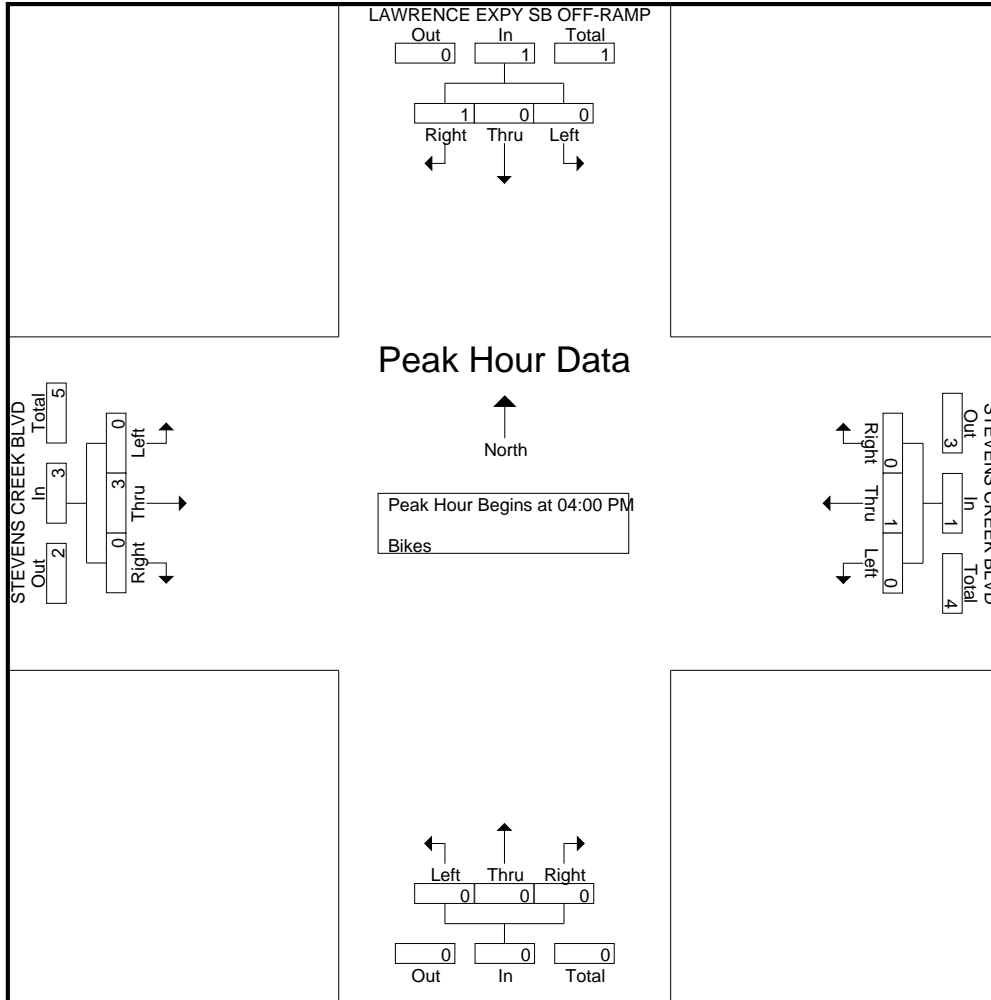 LAWRENCE EXPY SB OFF-RAMP
Out In Total
0 1 1
1 0 0
Right Thru Left
Peak Hour Data
North
Peak Hour Begins at 04:00 PM
Bikes
STEVENS CREEK BLVD
Out In Total
2 3 5
0 3 0
Right Thru Left
STEVENS CREEK BLVD
Out In Total
3 1 4
0 1 0
Right Thru Left
Left Thru Right
0 0 0
0 0 0
Out In Total